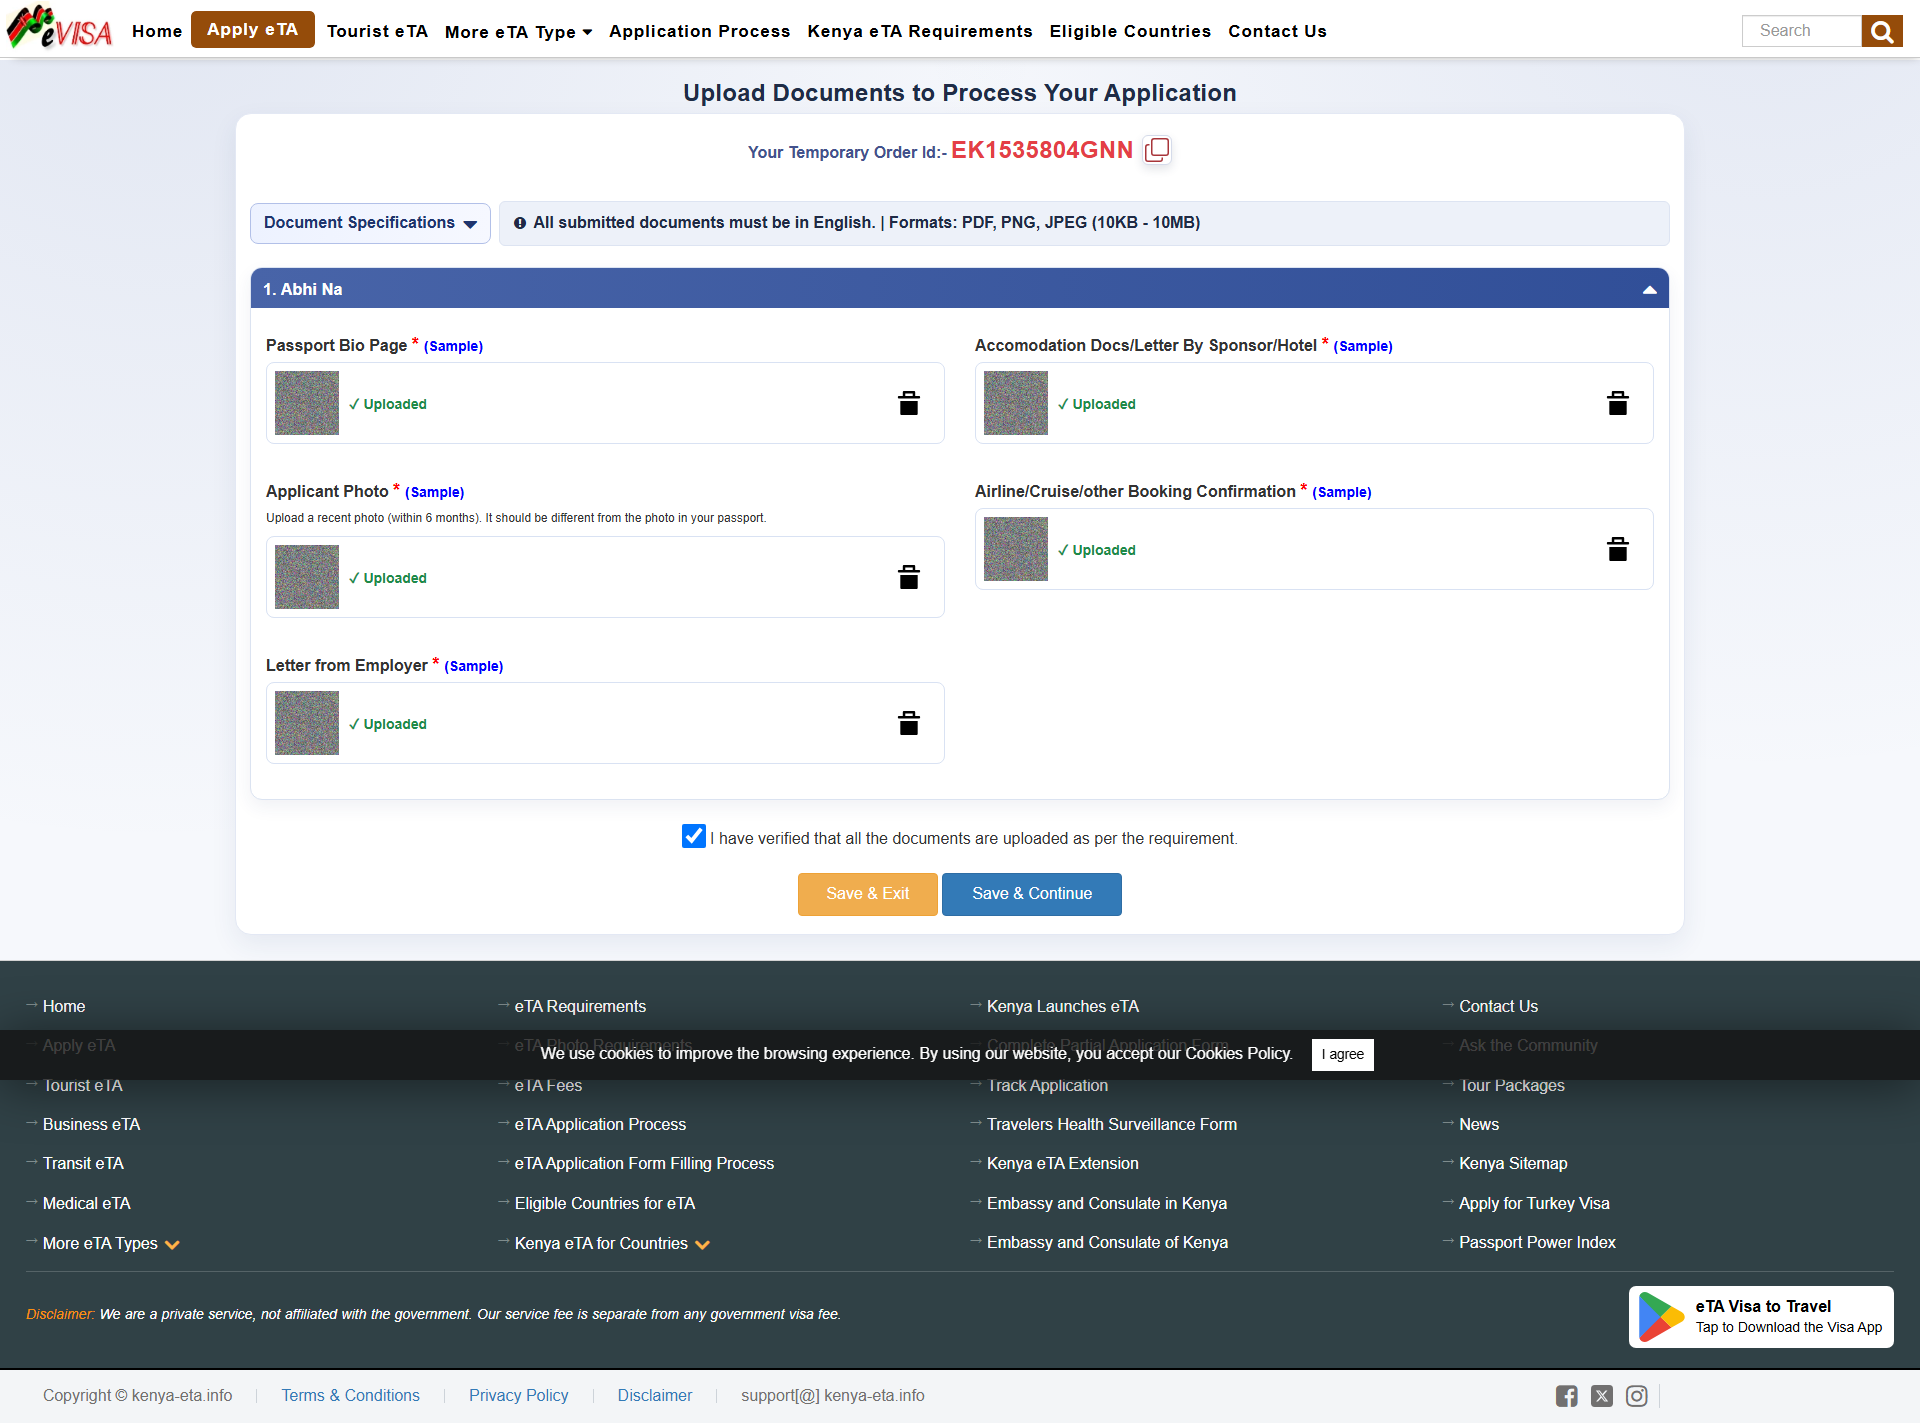 eVISA
Home
Apply eTA
Tourist eTA
More eTA Type
Application Process
Kenya eTA Requirements
Eligible Countries
Contact Us
Search
Upload Documents to Process Your Application
Your Temporary Order Id:- EK1535804GNN
Document Specifications
All submitted documents must be in English. | Formats: PDF, PNG, JPEG (10KB - 10MB)
1. Abhi Na
Passport Bio Page * (Sample)
✓ Uploaded
Accomodation Docs/Letter By Sponsor/Hotel * (Sample)
✓ Uploaded
Applicant Photo * (Sample)
Upload a recent photo (within 6 months). It should be different from the photo in your passport.
✓ Uploaded
Airline/Cruise/other Booking Confirmation * (Sample)
✓ Uploaded
Letter from Employer * (Sample)
✓ Uploaded
I have verified that all the documents are uploaded as per the requirement.
Save & Exit
Save & Continue
Home
eTA Requirements
Kenya Launches eTA
Contact Us
Apply eTA
eTA Photo Requirements
Complete Partial Application Form
Ask the Community
We use cookies to improve the browsing experience. By using our website, you accept our Cookies Policy.
I agree
Tourist eTA
eTA Fees
Track Application
Tour Packages
Business eTA
eTA Application Process
Travelers Health Surveillance Form
News
Transit eTA
eTA Application Form Filling Process
Kenya eTA Extension
Kenya Sitemap
Medical eTA
Eligible Countries for eTA
Embassy and Consulate in Kenya
Apply for Turkey Visa
More eTA Types
Kenya eTA for Countries
Embassy and Consulate of Kenya
Passport Power Index
Disclaimer: We are a private service, not affiliated with the government. Our service fee is separate from any government visa fee.
eTA Visa to Travel
Tap to Download the Visa App
Copyright © kenya-eta.info
Terms & Conditions
Privacy Policy
Disclaimer
support[@] kenya-eta.info